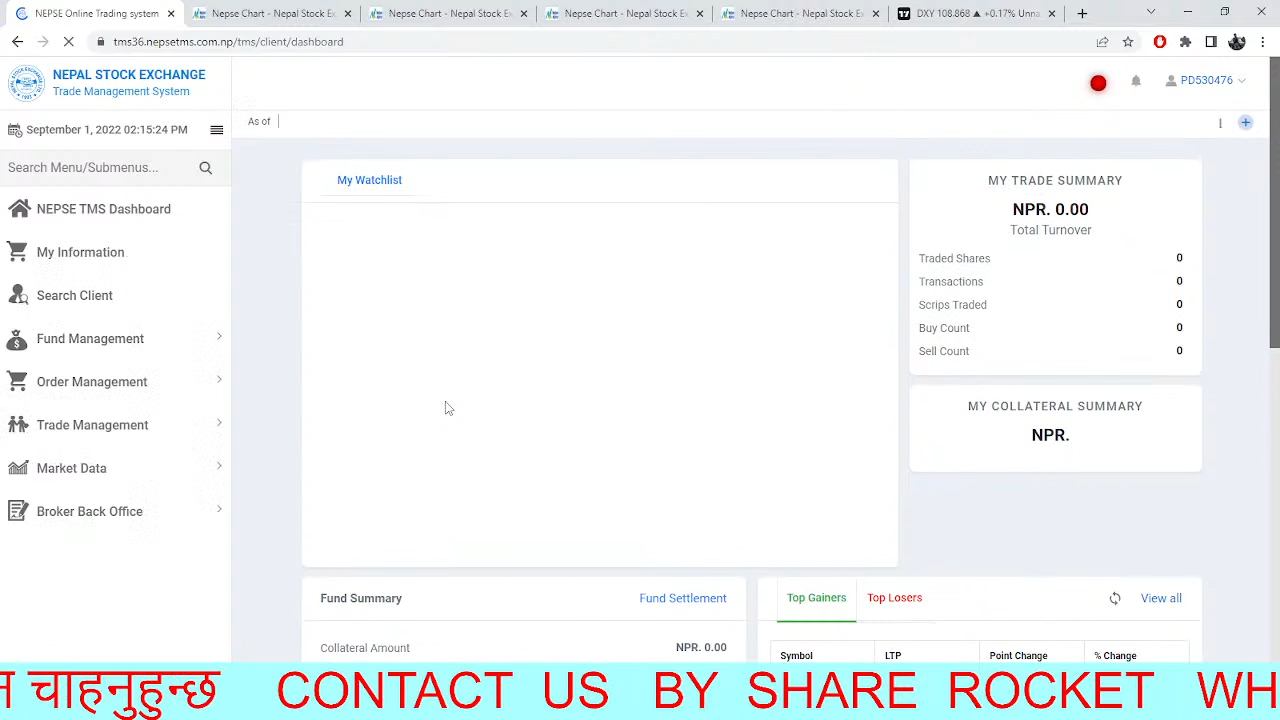 NEPSE Online Trading system
Nepse Chart - Nepal Stock Ex
Nepse Chart - Nepal Stock Ex
Nepse Chart - Nepal Stock Ex
Nepse Chart - Nepal Stock Ex
DXY 108.868 ▲ +0.17% Unna
tms36.nepsetms.com.np/tms/client/dashboard
NEPAL STOCK EXCHANGE
Trade Management System
PD530476
September 1, 2022 02:15:24 PM
As of
Search Menu/Submenus...
NEPSE TMS Dashboard
My Information
Search Client
Fund Management
Order Management
Trade Management
Market Data
Broker Back Office
My Watchlist
MY TRADE SUMMARY
NPR. 0.00
Total Turnover
Traded Shares 0
Transactions 0
Scrips Traded 0
Buy Count 0
Sell Count 0
MY COLLATERAL SUMMARY
NPR.
Fund Summary Fund Settlement
Collateral Amount NPR. 0.00
Top Gainers Top Losers View all
Symbol LTP Point Change % Change
चाहनुहुन्छ CONTACT US BY SHARE ROCKET WH